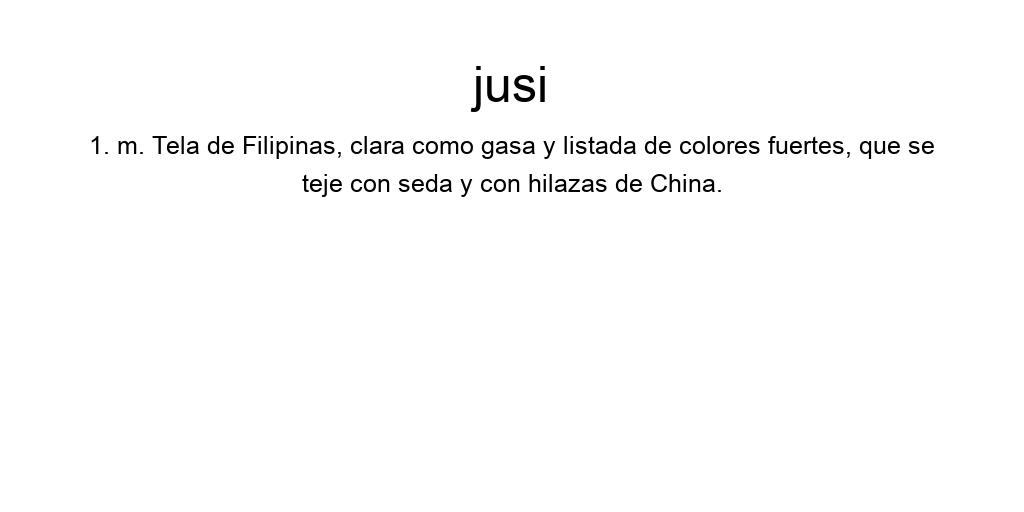 jusi
1. m. Tela de Filipinas, clara como gasa y listada de colores fuertes, que se
teje con seda y con hilazas de China.